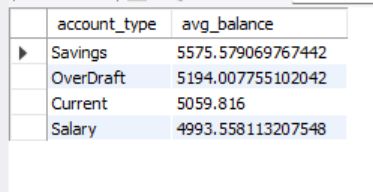 account_type avg_balance
Savings 5575.579069767442
OverDraft 5194.007755102042
Current 5059.816
Salary 4993.558113207548